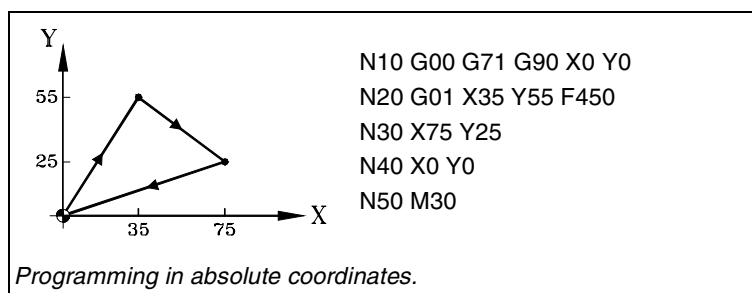 Y
55
25
35
75
X
N10 G00 G71 G90 X0 Y0
N20 G01 X35 Y55 F450
N30 X75 Y25
N40 X0 Y0
N50 M30
Programming in absolute coordinates.